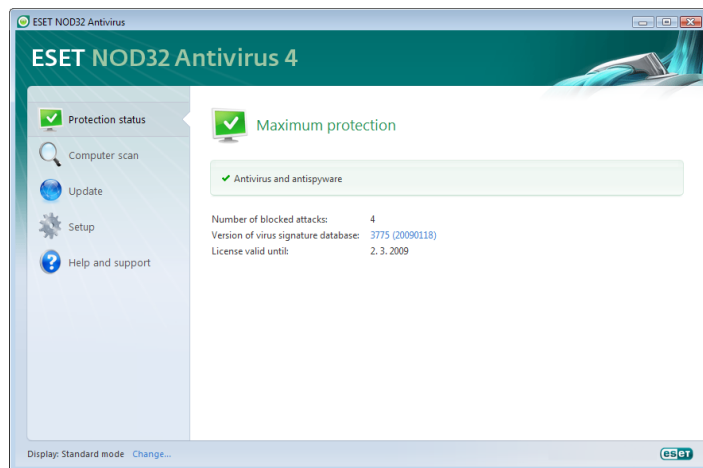 ESET NOD32 Antivirus
ESET NOD32 Antivirus 4
Protection status
Computer scan
Update
Setup
Help and support
Maximum protection
Antivirus and antispyware
Number of blocked attacks: 4
Version of virus signature database: 3775 (20090118)
License valid until: 2. 3. 2009
Display: Standard mode Change...
eseT